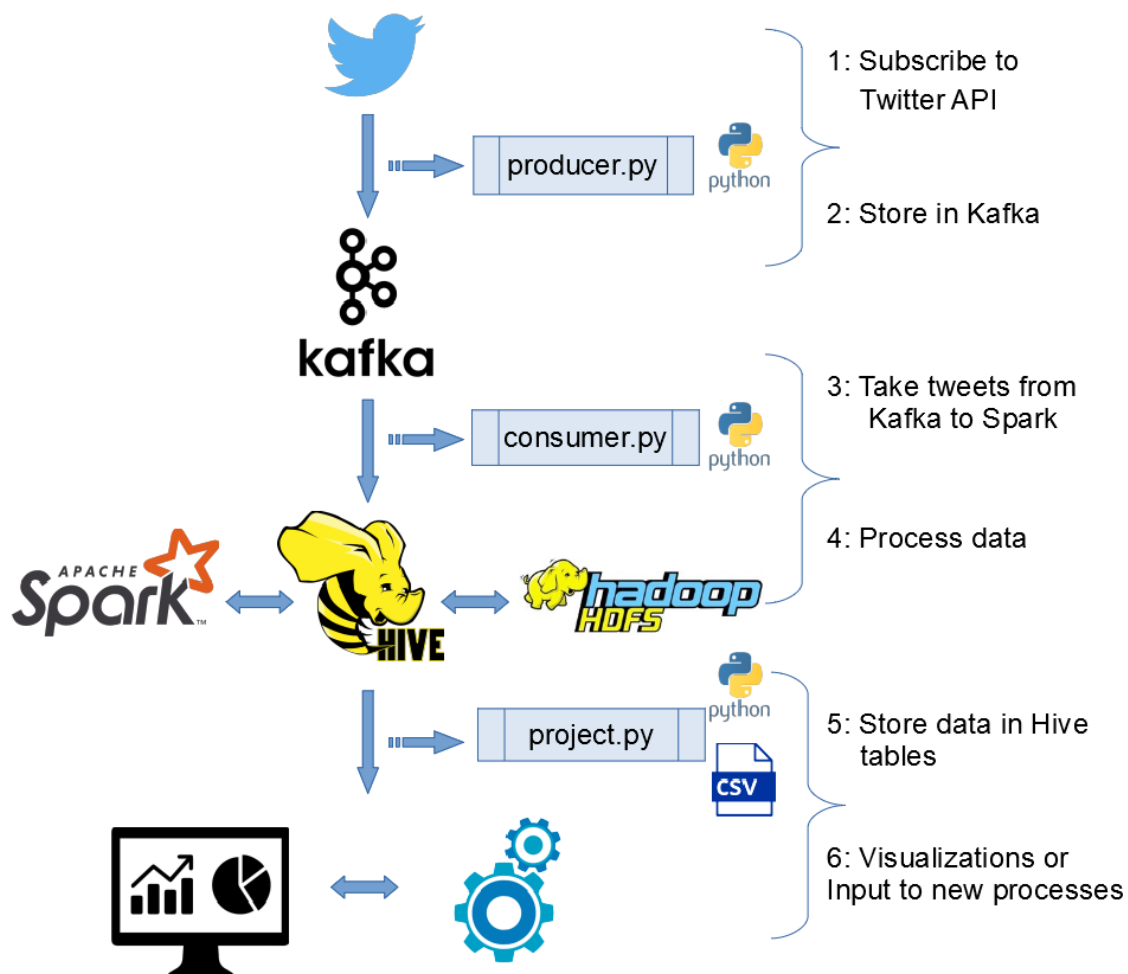 1: Subscribe to
Twitter API
producer.py
python
2: Store in Kafka
kafka
3: Take tweets from
Kafka to Spark
consumer.py
python
4: Process data
APACHE
Spark
TM
HIVE
hadoop
HDFS
python
project.py
CSV
5: Store data in Hive
tables
6: Visualizations or
Input to new processes